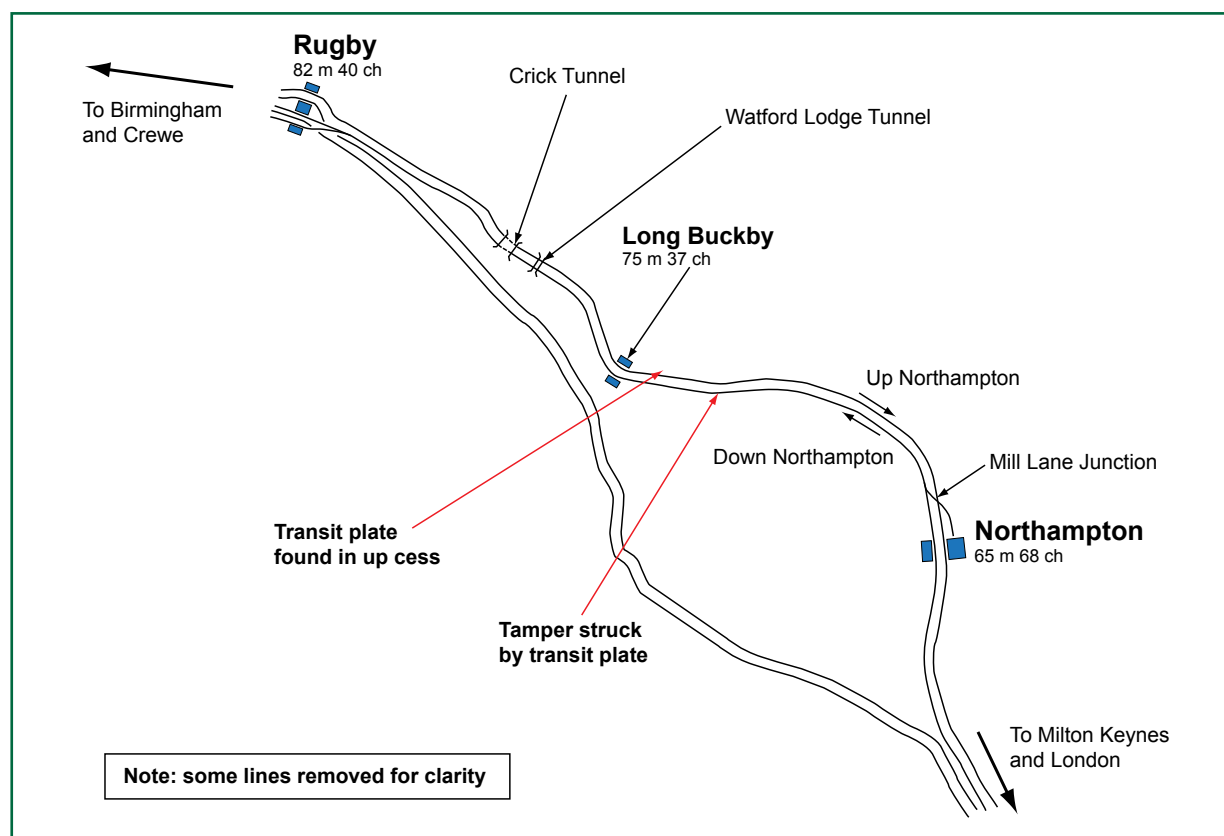 Rugby
82 m 40 ch
To Birmingham
and Crewe
Crick Tunnel
Watford Lodge Tunnel
Long Buckby
75 m 37 ch
Up Northampton
Down Northampton
Mill Lane Junction
Northampton
65 m 68 ch
Transit plate
found in up cess
Tamper struck
by transit plate
To Milton Keynes
and London
Note: some lines removed for clarity